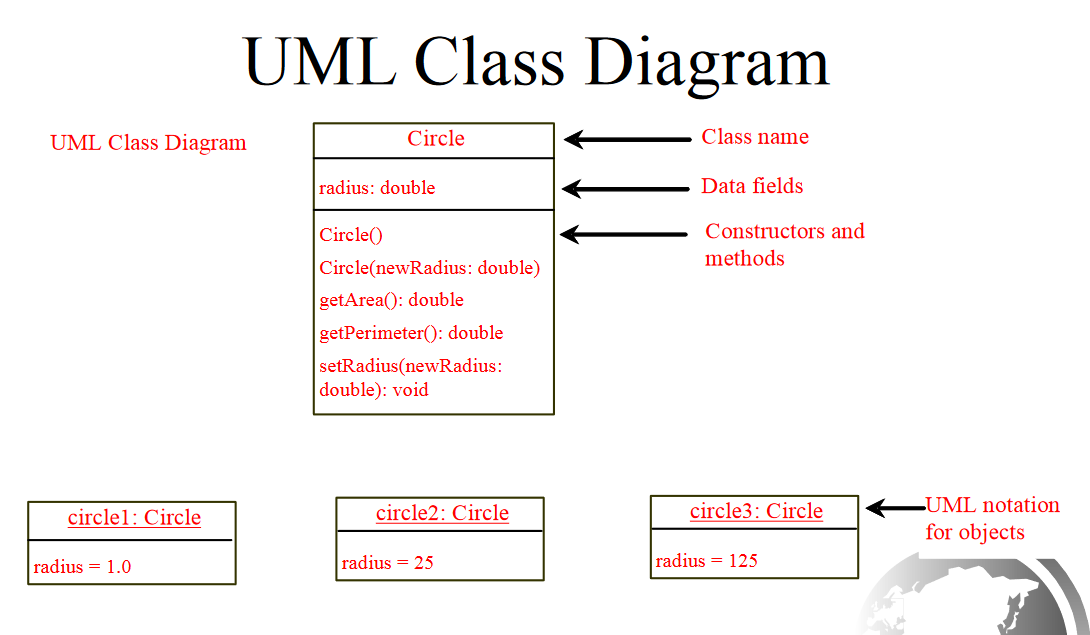 UML Class Diagram
UML Class Diagram
Circle
Class name
radius: double
Data fields
Circle()
Constructors and
methods
Circle(newRadius: double)
getArea(): double
getPerimeter(): double
setRadius(newRadius:
double): void
circle1: Circle
radius = 1.0
circle2: Circle
radius = 25
circle3: Circle
radius = 125
UML notation
for objects